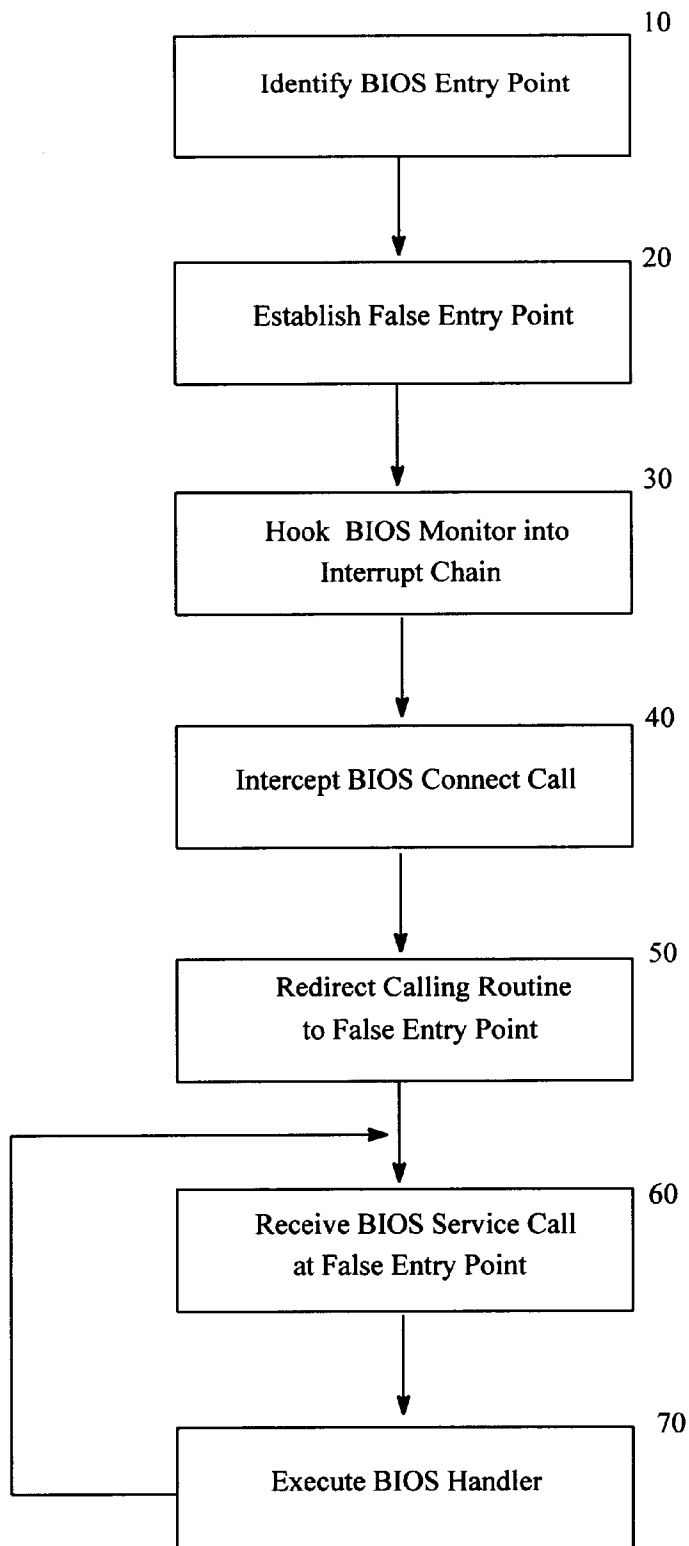 10
Identify BIOS Entry Point
20
Establish False Entry Point
30
Hook BIOS Monitor into
Interrupt Chain
40
Intercept BIOS Connect Call
50
Redirect Calling Routine
to False Entry Point
60
Receive BIOS Service Call
at False Entry Point
70
Execute BIOS Handler